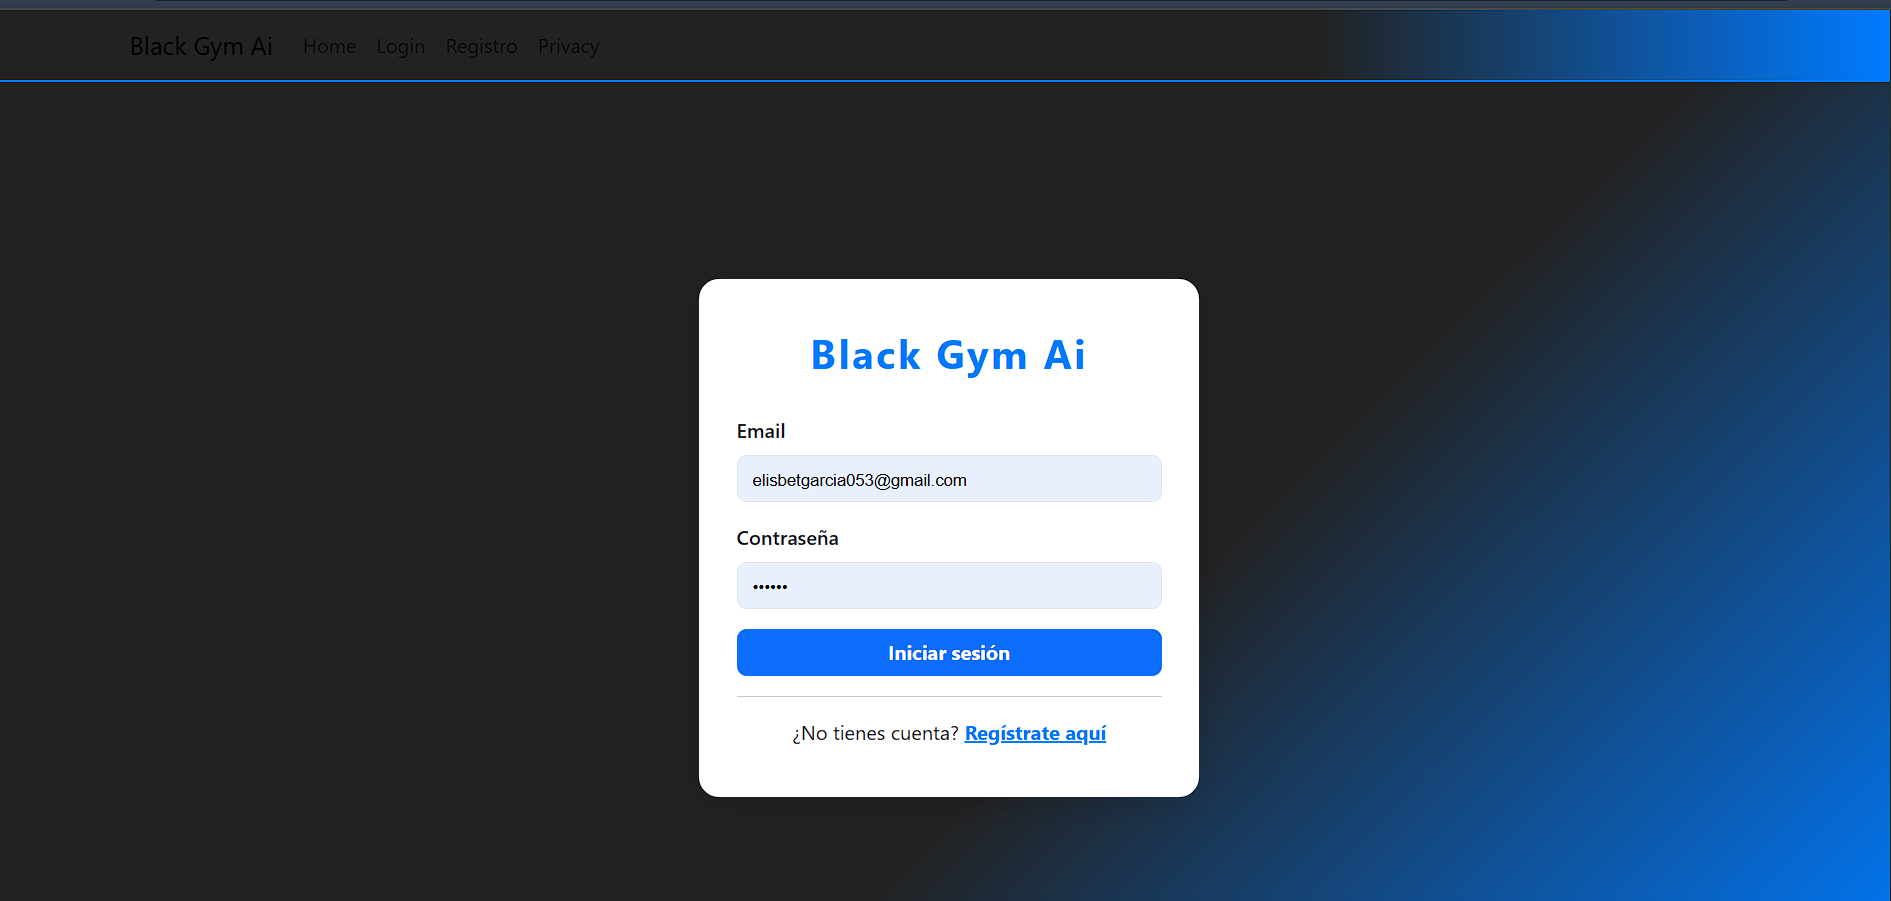 Black Gym Ai Home Login Registro Privacy
Black Gym Ai
Email
elisbetgarcia053@gmail.com
Contraseña
••••••
Iniciar sesión
¿No tienes cuenta? Regístrate aquí